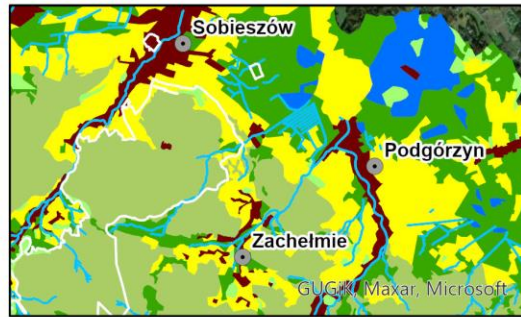 Sobieszów
Podgórzyn
Zachełmie
GUGiK, Maxar, Microsoft